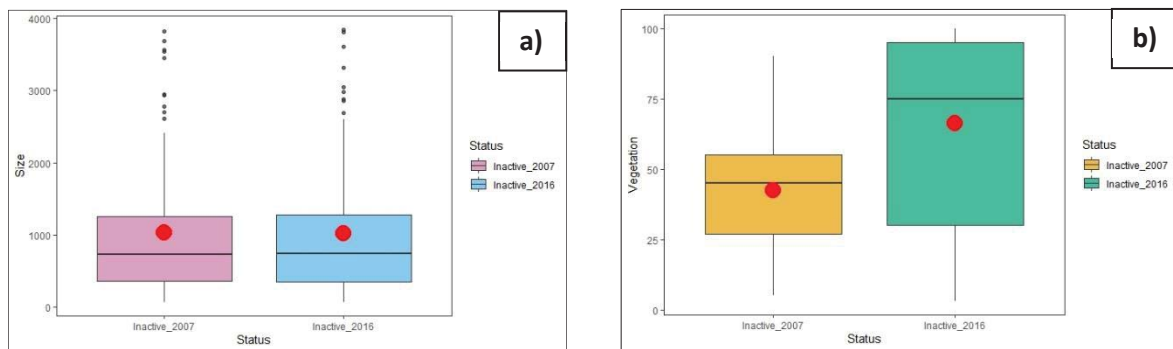 a)
4000
3000
2000
1000
0
Size
Inactive_2007
Inactive_2016
Status
Status
Inactive_2007
Inactive_2016
b)
100
75
50
25
0
Vegetation
Inactive_2007
Inactive_2016
Status
Status
Inactive_2007
Inactive_2016